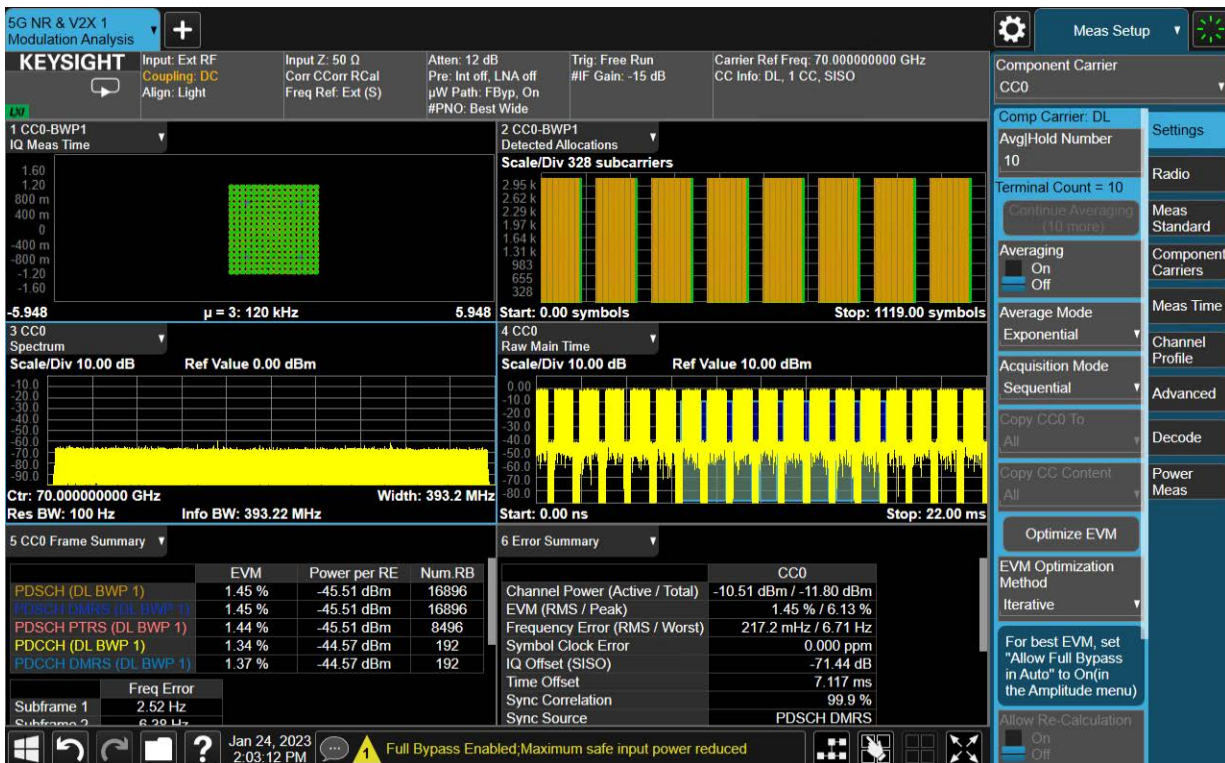 5G NR & V2X 1
Modulation Analysis
Meas Setup
KEYSIGHT
LXI
Input: Ext RF
Coupling: DC
Align: Light
Input Z: 50 Ω
Corr CCorr RCal
Freq Ref: Ext (S)
Atten: 12 dB
Pre: Int off, LNA off
µW Path: FByp, On
#PNO: Best Wide
Trig: Free Run
#IF Gain: -15 dB
Carrier Ref Freq: 70.000000000 GHz
CC Info: DL, 1 CC, SISO
1 CC0-BWP1
IQ Meas Time
1.60
1.20
800 m
400 m
0
-400 m
-800 m
-1.20
-1.60
-5.948 µ = 3: 120 kHz 5.948
2 CC0-BWP1
Detected Allocations
Scale/Div 328 subcarriers
2.95 k
2.62 k
2.29 k
1.97 k
1.64 k
1.31 k
983
655
328
Start: 0.00 symbols Stop: 1119.00 symbols
3 CC0
Spectrum
Scale/Div 10.00 dB Ref Value 0.00 dBm
-10.0
-20.0
-30.0
-40.0
-50.0
-60.0
-70.0
-80.0
-90.0
Ctr: 70.000000000 GHz Width: 393.2 MHz
Res BW: 100 Hz Info BW: 393.22 MHz
4 CC0
Raw Main Time
Scale/Div 10.00 dB Ref Value 10.00 dBm
0.00
-10.0
-20.0
-30.0
-40.0
-50.0
-60.0
-70.0
-80.0
Start: 0.00 ns Stop: 22.00 ms
5 CC0 Frame Summary
EVM Power per RE Num.RB
PDSCH (DL BWP 1) 1.45 % -45.51 dBm 16896
PDSCH DMRS (DL BWP 1) 1.45 % -45.51 dBm 16896
PDSCH PTRS (DL BWP 1) 1.44 % -45.51 dBm 8496
PDCCH (DL BWP 1) 1.34 % -44.57 dBm 192
PDCCH DMRS (DL BWP 1) 1.37 % -44.57 dBm 192
Freq Error
Subframe 1 2.52 Hz
Subframe 2 6.28 Hz
6 Error Summary
CC0
Channel Power (Active / Total) -10.51 dBm / -11.80 dBm
EVM (RMS / Peak) 1.45 % / 6.13 %
Frequency Error (RMS / Worst) 217.2 mHz / 6.71 Hz
Symbol Clock Error 0.000 ppm
IQ Offset (SISO) -71.44 dB
Time Offset 7.117 ms
Sync Correlation 99.9 %
Sync Source PDSCH DMRS
Component Carrier
CC0
Comp Carrier: DL
Avg|Hold Number
10
Terminal Count = 10
Continue Averaging
(10 more)
Averaging
On
Off
Average Mode
Exponential
Acquisition Mode
Sequential
Copy CC0 To
All
Copy CC Content
All
Optimize EVM
EVM Optimization
Method
Iterative
For best EVM, set
"Allow Full Bypass
in Auto" to On(in
the Amplitude menu)
Allow Re-Calculation
On
Off
Settings
Radio
Meas
Standard
Component
Carriers
Meas Time
Channel
Profile
Advanced
Decode
Power
Meas
?
Jan 24, 2023
2:03:12 PM
1
Full Bypass Enabled;Maximum safe input power reduced